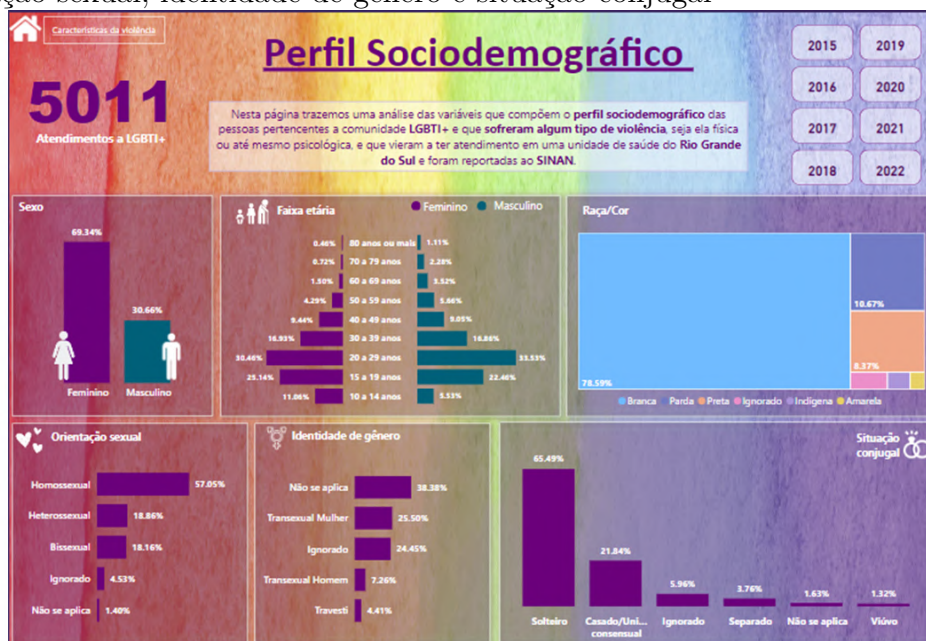 ção sexual, identidade de gênero e situação conjugal
Características da violência
Perfil Sociodemográfico
5011
Atendimentos a LGBTI+
Nesta página trazemos uma análise das variáveis que compõem o perfil sociodemográfico das
pessoas pertencentes a comunidade LGBTI+ e que sofreram algum tipo de violência, seja ela física
ou até mesmo psicológica, e que vieram a ter atendimento em uma unidade de saúde do Rio Grande
do Sul e foram reportadas ao SINAN.
2015 2019
2016 2020
2017 2021
2018 2022
Sexo
69.34%
30.66%
Feminino Masculino
Faixa etária
Feminino Masculino
0.46% 80 anos ou mais 1.11%
0.72% 70 a 79 anos 2.28%
1.50% 60 a 69 anos 3.52%
4.29% 50 a 59 anos 5.66%
9.44% 40 a 49 anos 9.05%
16.93% 30 a 39 anos 16.86%
30.46% 20 a 29 anos 33.53%
25.14% 15 a 19 anos 22.46%
11.06% 10 a 14 anos 5.53%
Raça/Cor
78.59%
10.67%
8.37%
Branca Parda Preta Ignorado Indígena Amarela
Orientação sexual
Homossexual 57.05%
Heterossexual 18.86%
Bissexual 18.16%
Ignorado 4.53%
Não se aplica 1.40%
Identidade de gênero
Não se aplica 38.38%
Transexual Mulher 25.50%
Ignorado 24.45%
Transexual Homem 7.26%
Travesti 4.41%
Situação
conjugal
65.49%
21.84%
5.96%
3.76%
1.63%
1.32%
Solteiro Casado/Uni... Ignorado Separado Não se aplica Viúvo
consensual